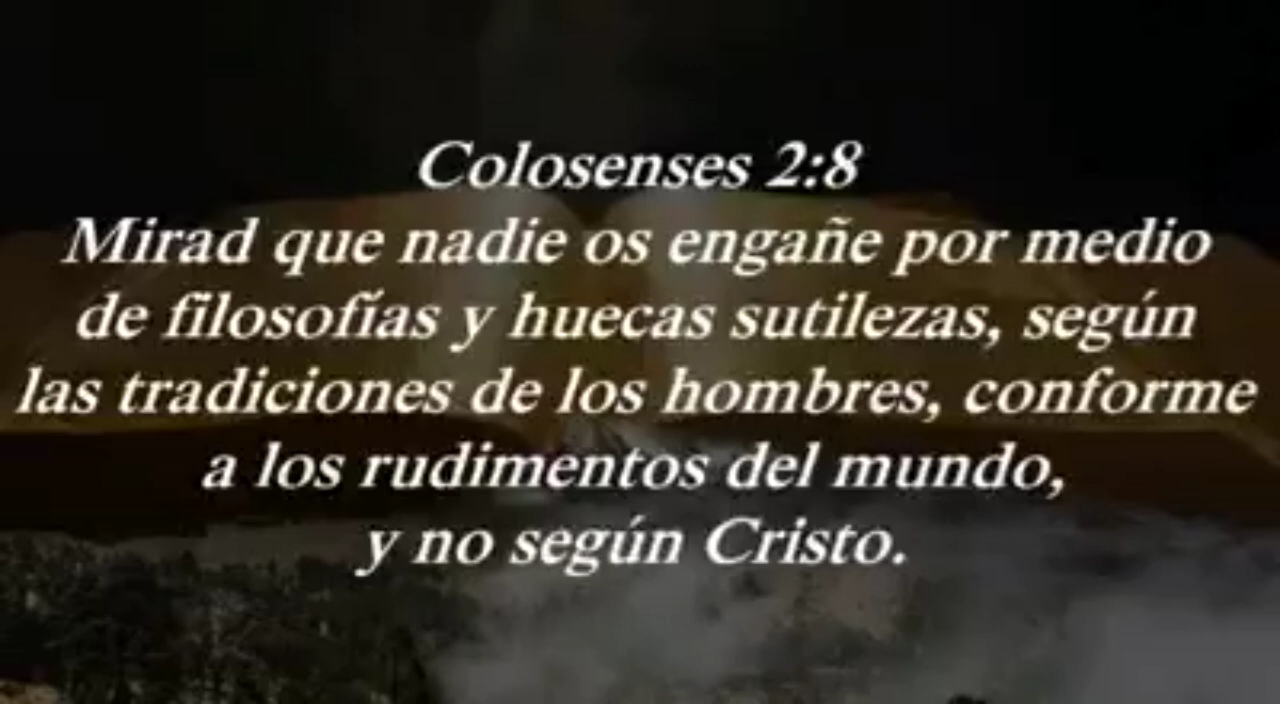 Colosenses 2:8
Mirad que nadie os engañe por medio
de filosofías y huecas sutilezas, según
las tradiciones de los hombres, conforme
a los rudimentos del mundo,
y no según Cristo.